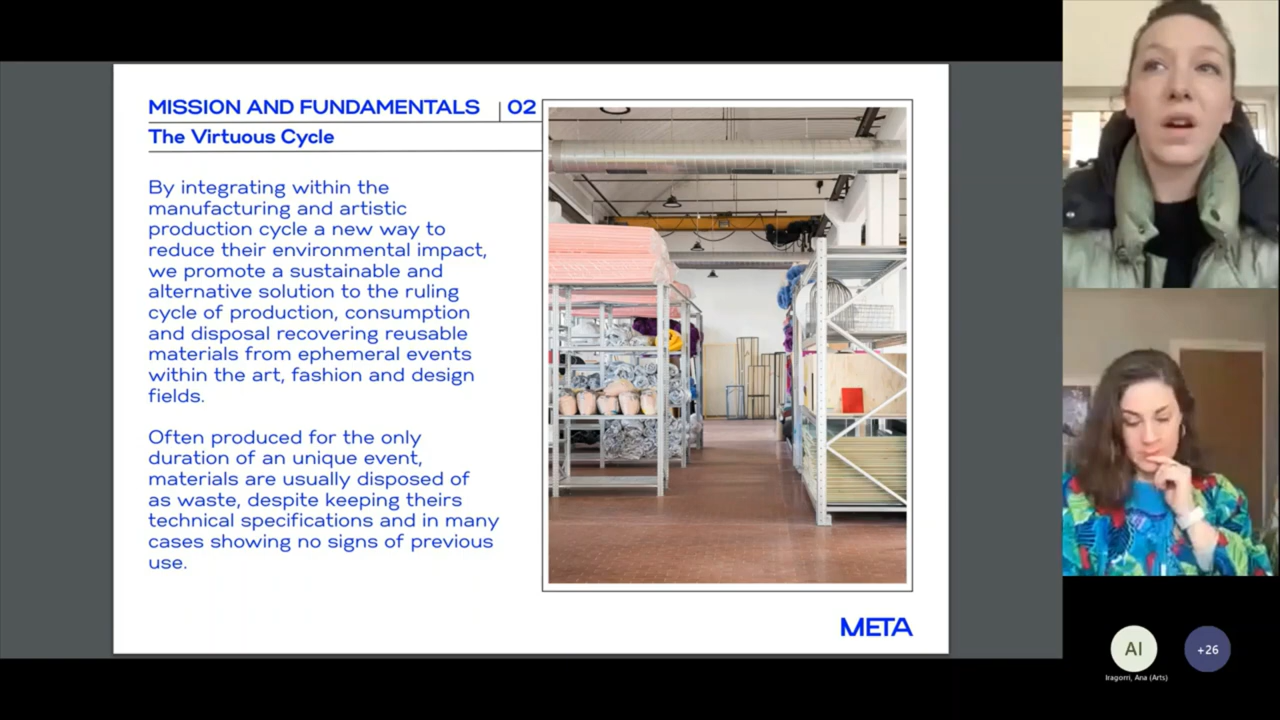 MISSION AND FUNDAMENTALS | 02
The Virtuous Cycle
By integrating within the
manufacturing and artistic
production cycle a new way to
reduce their environmental impact,
we promote a sustainable and
alternative solution to the ruling
cycle of production, consumption
and disposal recovering reusable
materials from ephemeral events
within the art, fashion and design
fields.
Often produced for the only
duration of an unique event,
materials are usually disposed of
as waste, despite keeping theirs
technical specifications and in many
cases showing no signs of previous
use.
META
AI
+26
Iragorri, Ana (Arts)